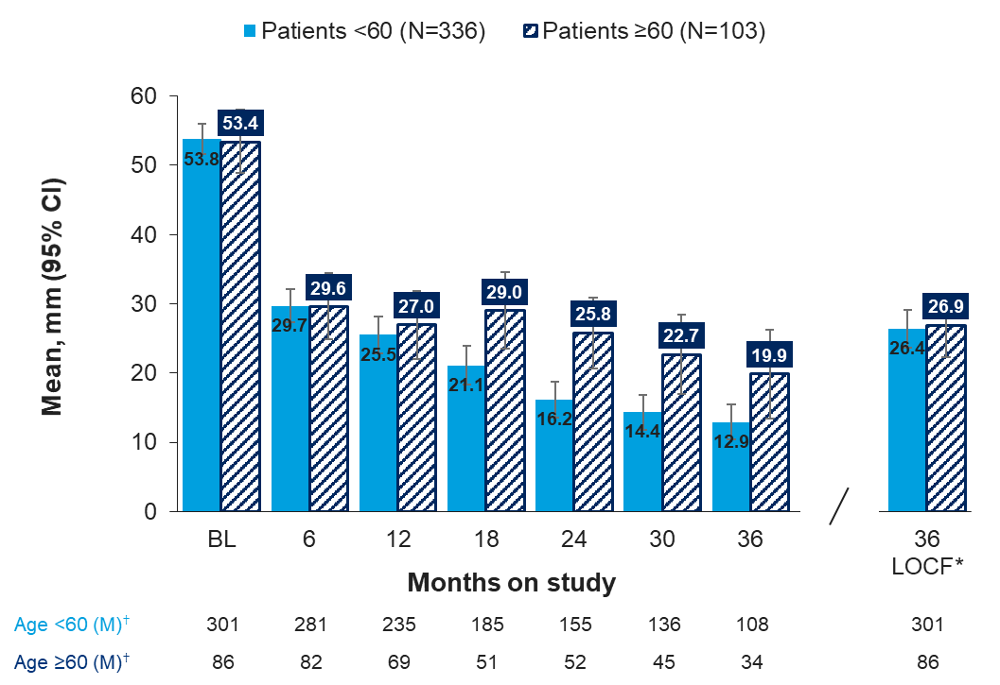 Patients <60 (N=336) Patients ≥60 (N=103)
Mean, mm (95% CI)
60
50
40
30
20
10
0
53.8 53.4
29.7 29.6
25.5 27.0
21.1 29.0
16.2 25.8
14.4 22.7
12.9 19.9
26.4 26.9
BL 6 12 18 24 30 36 36
LOCF*
Months on study
Age <60 (M)† 301 281 235 185 155 136 108 301
Age ≥60 (M)† 86 82 69 51 52 45 34 86